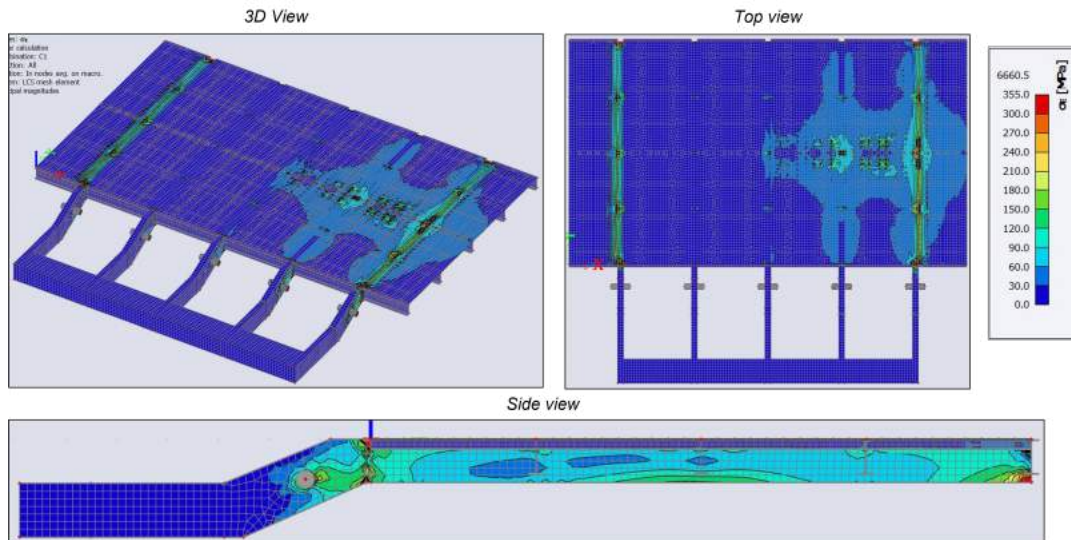 3D View
Top view
calculation
C1
All
In nodes avg. on macro.
LCS mesh element
magnitudes
X
6660.5
355.0
300.0
270.0
240.0
210.0
180.0
150.0
120.0
90.0
60.0
30.0
0.0
[MPa]
Side view